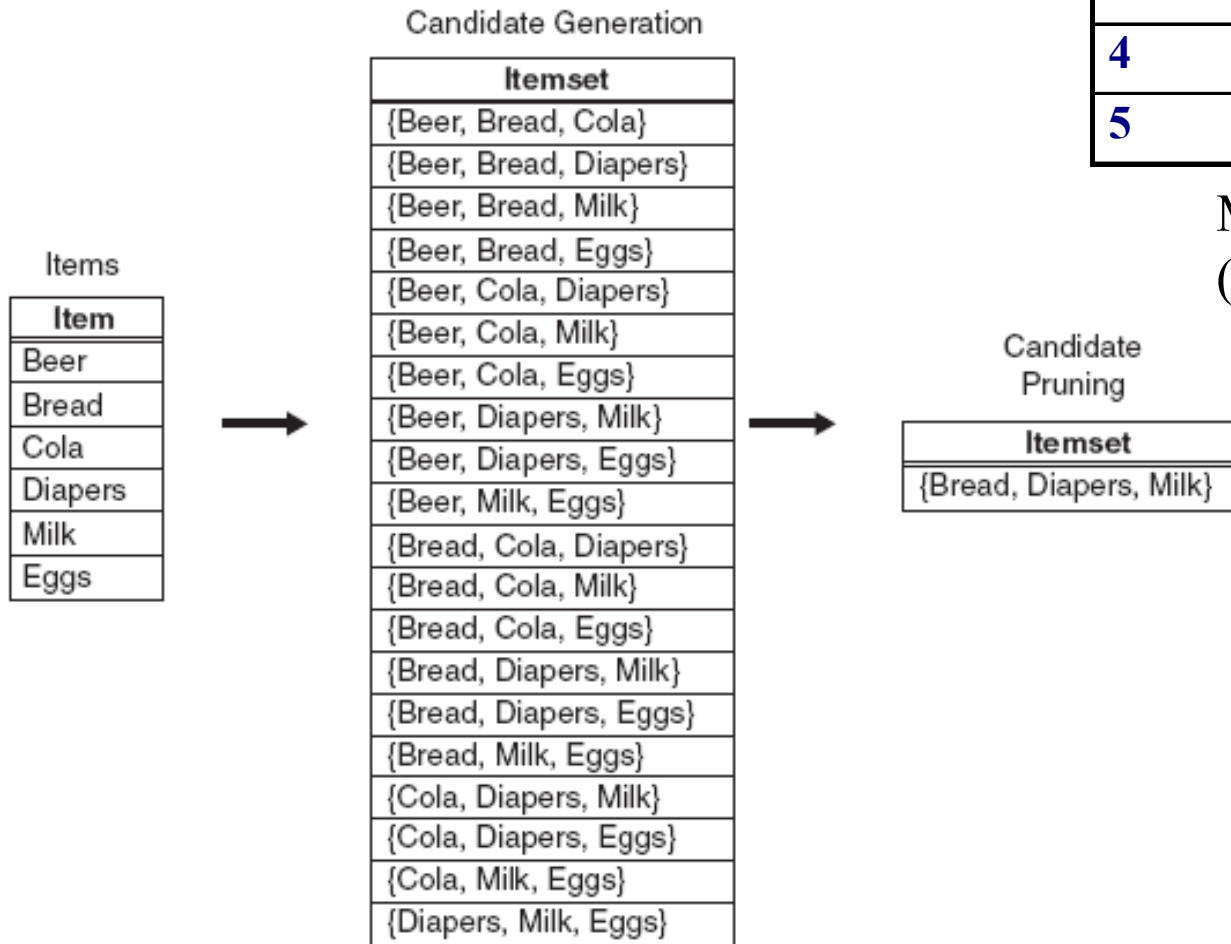 Candidate Generation
Itemset
{Beer, Bread, Cola}
{Beer, Bread, Diapers}
{Beer, Bread, Milk}
{Beer, Bread, Eggs}
{Beer, Cola, Diapers}
{Beer, Cola, Milk}
{Beer, Cola, Eggs}
{Beer, Diapers, Milk}
{Beer, Diapers, Eggs}
{Beer, Milk, Eggs}
{Bread, Cola, Diapers}
{Bread, Cola, Milk}
{Bread, Cola, Eggs}
{Bread, Diapers, Milk}
{Bread, Diapers, Eggs}
{Bread, Milk, Eggs}
{Cola, Diapers, Milk}
{Cola, Diapers, Eggs}
{Cola, Milk, Eggs}
{Diapers, Milk, Eggs}
Items
Item
Beer
Bread
Cola
Diapers
Milk
Eggs
4
5
(
Candidate
Pruning
Itemset
{Bread, Diapers, Milk}